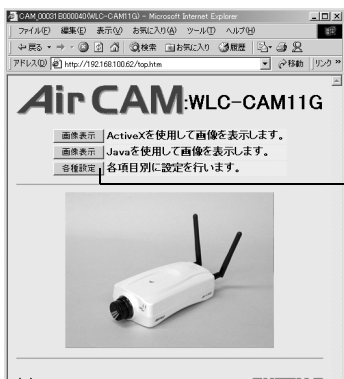 CAM_00031B000040(WLC-CAM11G) - Microsoft Internet Explorer
ファイル(F) 編集(E) 表示(V) お気に入り(A) ツール(T) ヘルプ(H)
戻る 検索 お気に入り 履歴
アドレス(D) http://192.168.100.62/top.htm 移動 リンク »
AirCAM:WLC-CAM11G
画像表示 ActiveXを使用して画像を表示します。
画像表示 Javaを使用して画像を表示します。
各種設定 各項目別に設定を行います。